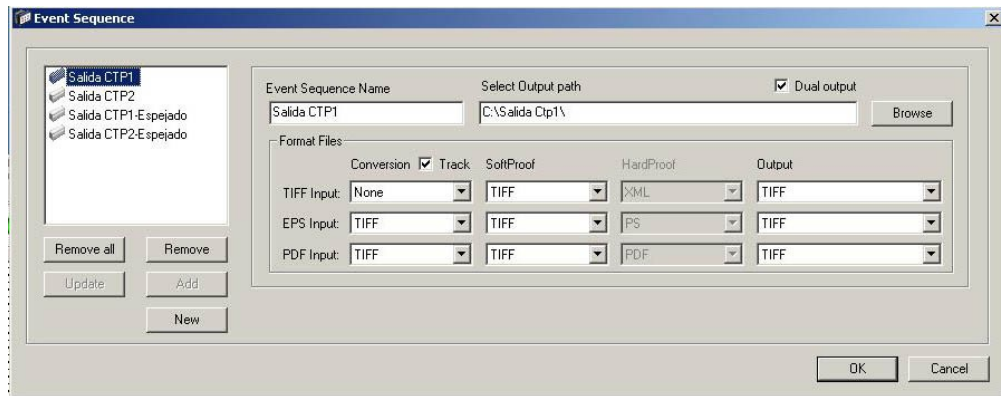 Event Sequence
Salida CTP1
Salida CTP2
Salida CTP1-Espejado
Salida CTP2-Espejado
Remove all Remove
Update Add
New
Event Sequence Name Select Output path Dual output
Salida CTP1 C:\Salida Ctp1\ Browse
Format Files
Conversion Track SoftProof HardProof Output
TIFF Input: None TIFF XML TIFF
EPS Input: TIFF TIFF PS TIFF
PDF Input: TIFF TIFF PDF TIFF
OK Cancel